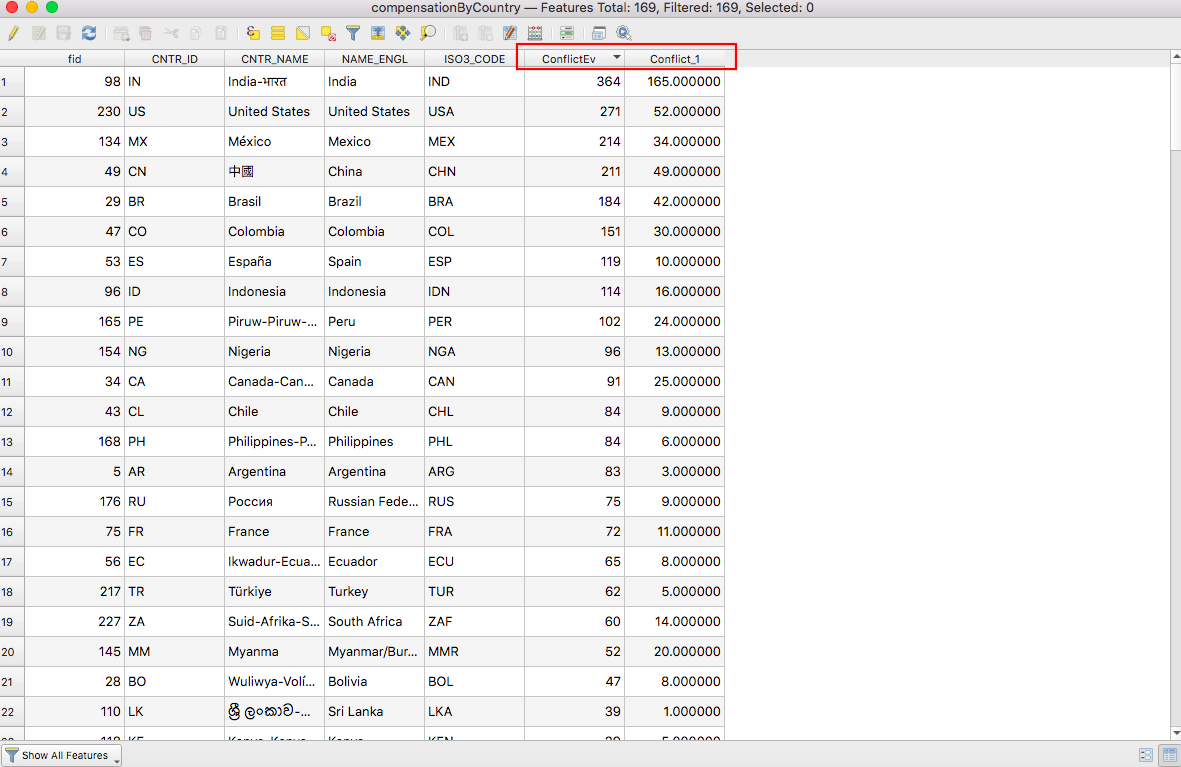 compensationByCountry — Features Total: 169, Filtered: 169, Selected: 0
fid CNTR_ID CNTR_NAME NAME_ENGL ISO3_CODE ConflictEv Conflict_1
1 98 IN India-भारत India IND 364 165.000000
2 230 US United States United States USA 271 52.000000
3 134 MX México Mexico MEX 214 34.000000
4 49 CN 中國 China CHN 211 49.000000
5 29 BR Brasil Brazil BRA 184 42.000000
6 47 CO Colombia Colombia COL 151 30.000000
7 53 ES España Spain ESP 119 10.000000
8 96 ID Indonesia Indonesia IDN 114 16.000000
9 165 PE Piruw-Piruw-... Peru PER 102 24.000000
10 154 NG Nigeria Nigeria NGA 96 13.000000
11 34 CA Canada-Can... Canada CAN 91 25.000000
12 43 CL Chile Chile CHL 84 9.000000
13 168 PH Philippines-P... Philippines PHL 84 6.000000
14 5 AR Argentina Argentina ARG 83 3.000000
15 176 RU Россия Russian Fede... RUS 75 9.000000
16 75 FR France France FRA 72 11.000000
17 56 EC Ikwadur-Ecua... Ecuador ECU 65 8.000000
18 217 TR Türkiye Turkey TUR 62 5.000000
19 227 ZA Suid-Afrika-S... South Africa ZAF 60 14.000000
20 145 MM Myanma Myanmar/Bur... MMR 52 20.000000
21 28 BO Wuliwya-Volí... Bolivia BOL 47 8.000000
22 110 LK ශ්‍රී ලංකාව-... Sri Lanka LKA 39 1.000000
Show All Features